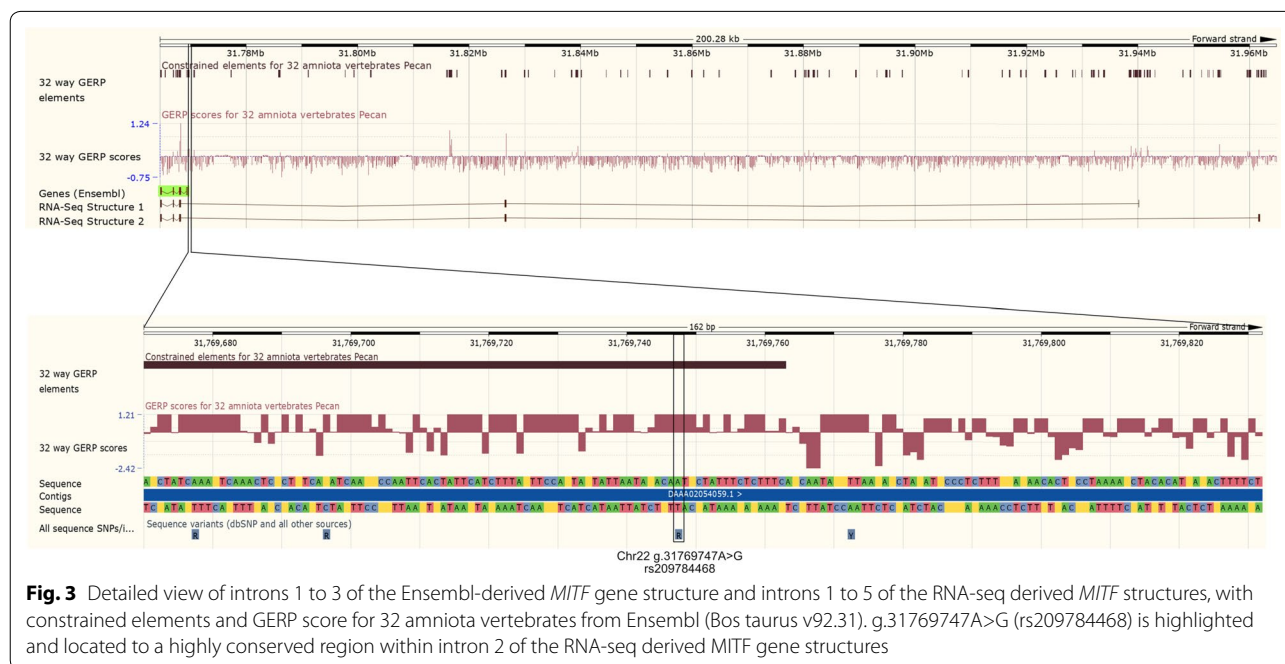 200.28 kb Forward strand
31.78Mb 31.80Mb 31.82Mb 31.84Mb 31.86Mb 31.88Mb 31.90Mb 31.92Mb 31.94Mb 31.96Mb
Constrained elements for 32 amniota vertebrates Pecan
32 way GERP
elements
GERP scores for 32 amniota vertebrates Pecan
1.24
32 way GERP scores
-0.75
Genes (Ensembl)
RNA-Seq Structure 1
RNA-Seq Structure 2
162 bp Forward strand
31,769,680 31,769,700 31,769,720 31,769,740 31,769,760 31,769,780 31,769,800 31,769,820
Constrained elements for 32 amniota vertebrates Pecan
32 way GERP
elements
GERP scores for 32 amniota vertebrates Pecan
1.21
32 way GERP scores
-2.42
Sequence
Contigs DAAA02054059.1 >
Sequence
All sequence SNPs/i... Sequence variants (dbSNP and all other sources)
R R R Y
Chr22 g.31769747A>G
rs209784468
Fig. 3 Detailed view of introns 1 to 3 of the Ensembl-derived MITF gene structure and introns 1 to 5 of the RNA-seq derived MITF structures, with
constrained elements and GERP score for 32 amniota vertebrates from Ensembl (Bos taurus v92.31). g.31769747A>G (rs209784468) is highlighted
and located to a highly conserved region within intron 2 of the RNA-seq derived MITF gene structures